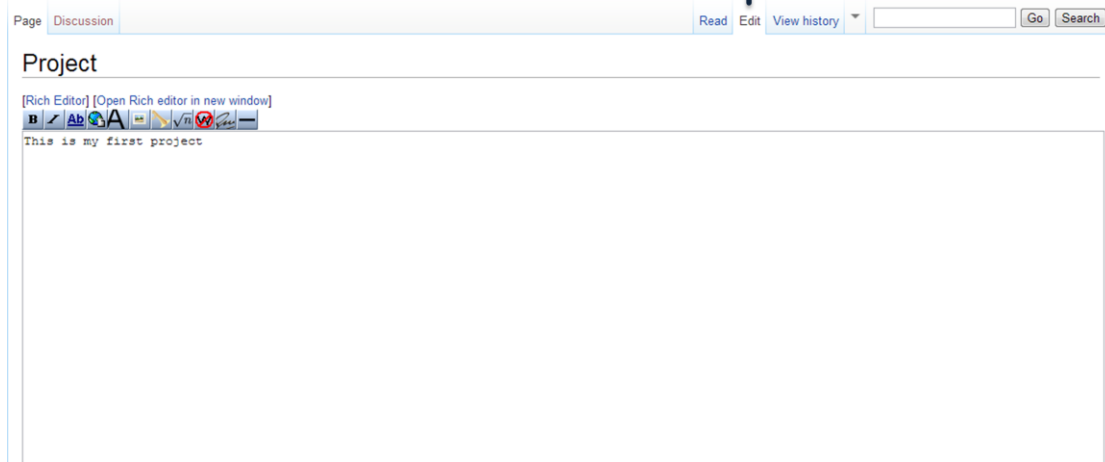 Page Discussion Read Edit View history Go Search
Project
[Rich Editor] [Open Rich editor in new window]
B I Ab A √n W
This is my first project